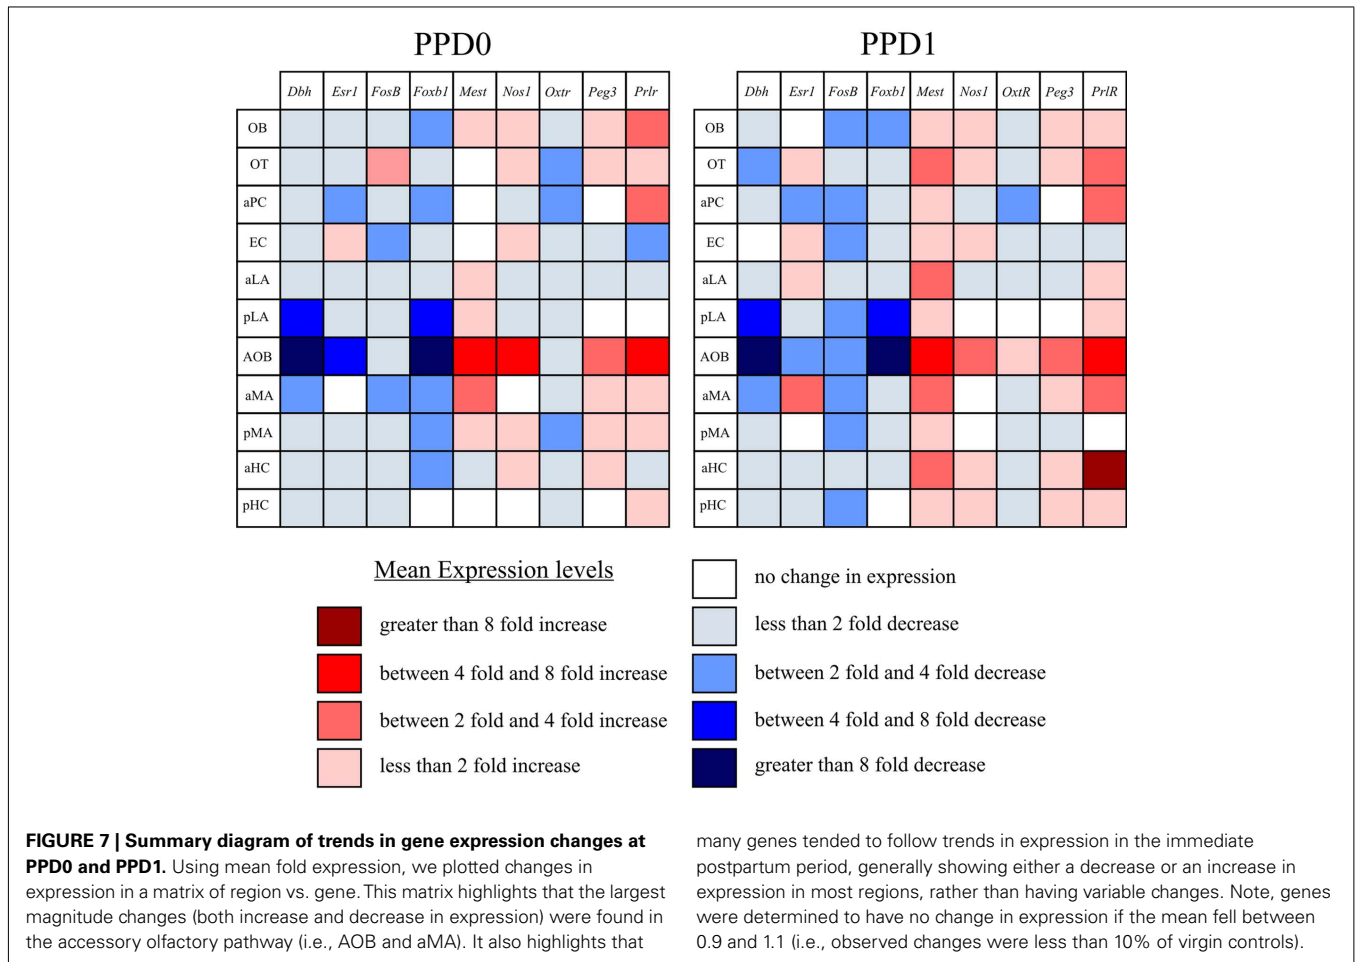 PPD0
PPD1
Dbh Esr1 FosB Foxb1 Mest Nos1 Oxtr Peg3 Prlr
Dbh Esr1 FosB Foxb1 Mest Nos1 OxtR Peg3 PrlR
OB
OT
aPC
EC
aLA
pLA
AOB
aMA
pMA
aHC
pHC
OB
OT
aPC
EC
aLA
pLA
AOB
aMA
pMA
aHC
pHC
Mean Expression levels
greater than 8 fold increase
between 4 fold and 8 fold increase
between 2 fold and 4 fold increase
less than 2 fold increase
no change in expression
less than 2 fold decrease
between 2 fold and 4 fold decrease
between 4 fold and 8 fold decrease
greater than 8 fold decrease
FIGURE 7 | Summary diagram of trends in gene expression changes at
PPD0 and PPD1. Using mean fold expression, we plotted changes in
expression in a matrix of region vs. gene. This matrix highlights that the largest
magnitude changes (both increase and decrease in expression) were found in
the accessory olfactory pathway (i.e., AOB and aMA). It also highlights that
many genes tended to follow trends in expression in the immediate
postpartum period, generally showing either a decrease or an increase in
expression in most regions, rather than having variable changes. Note, genes
were determined to have no change in expression if the mean fell between
0.9 and 1.1 (i.e., observed changes were less than 10% of virgin controls).